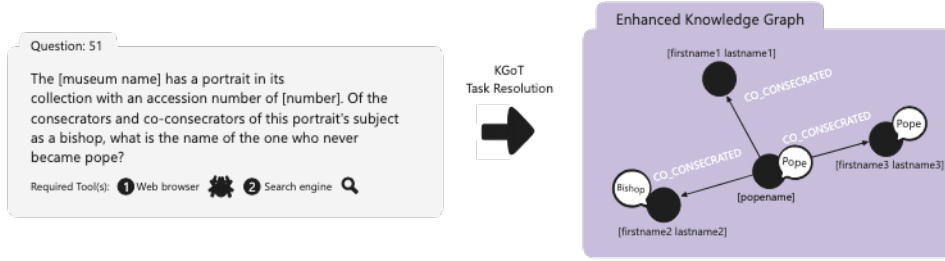 Question: 51
The [museum name] has a portrait in its
collection with an accession number of [number]. Of the
consecrators and co-consecrators of this portrait's subject
as a bishop, what is the name of the one who never
became pope?
Required Tool(s): 1 Web browser 2 Search engine
KGoT
Task Resolution
Enhanced Knowledge Graph
[firstname1 lastname1]
CO_CONSECRATED
CO_CONSECRATED
Pope
[firstname3 lastname3]
CO_CONSECRATED
Pope
[popename]
Bishop
[firstname2 lastname2]